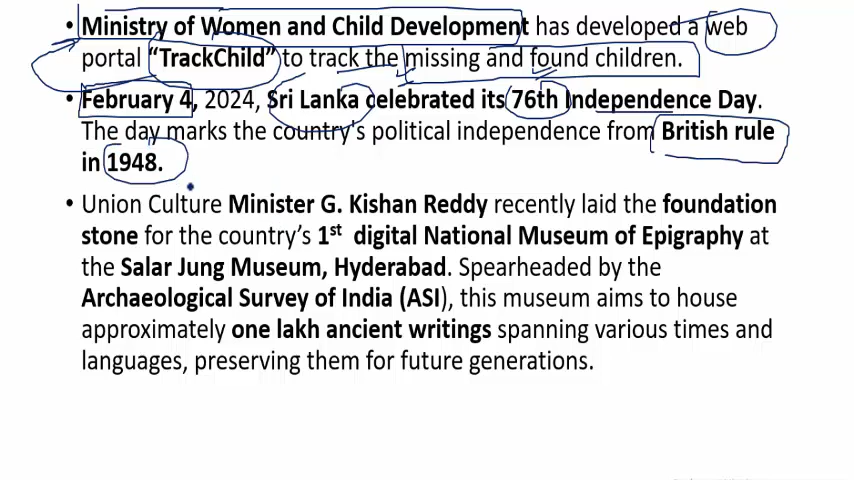 • Ministry of Women and Child Development has developed a web
portal “TrackChild” to track the missing and found children.
• February 4, 2024, Sri Lanka celebrated its 76th Independence Day.
The day marks the country's political independence from British rule
in 1948.
• Union Culture Minister G. Kishan Reddy recently laid the foundation
stone for the country’s 1st digital National Museum of Epigraphy at
the Salar Jung Museum, Hyderabad. Spearheaded by the
Archaeological Survey of India (ASI), this museum aims to house
approximately one lakh ancient writings spanning various times and
languages, preserving them for future generations.